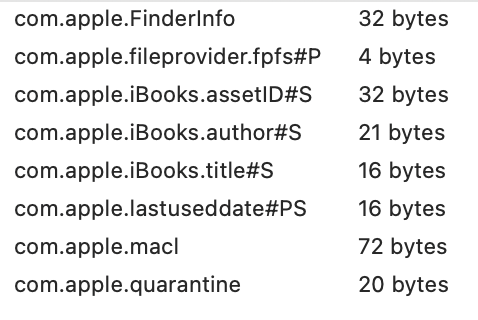 com.apple.FinderInfo 32 bytes
com.apple.fileprovider.fpfs#P 4 bytes
com.apple.iBooks.assetID#S 32 bytes
com.apple.iBooks.author#S 21 bytes
com.apple.iBooks.title#S 16 bytes
com.apple.lastuseddate#PS 16 bytes
com.apple.macl 72 bytes
com.apple.quarantine 20 bytes